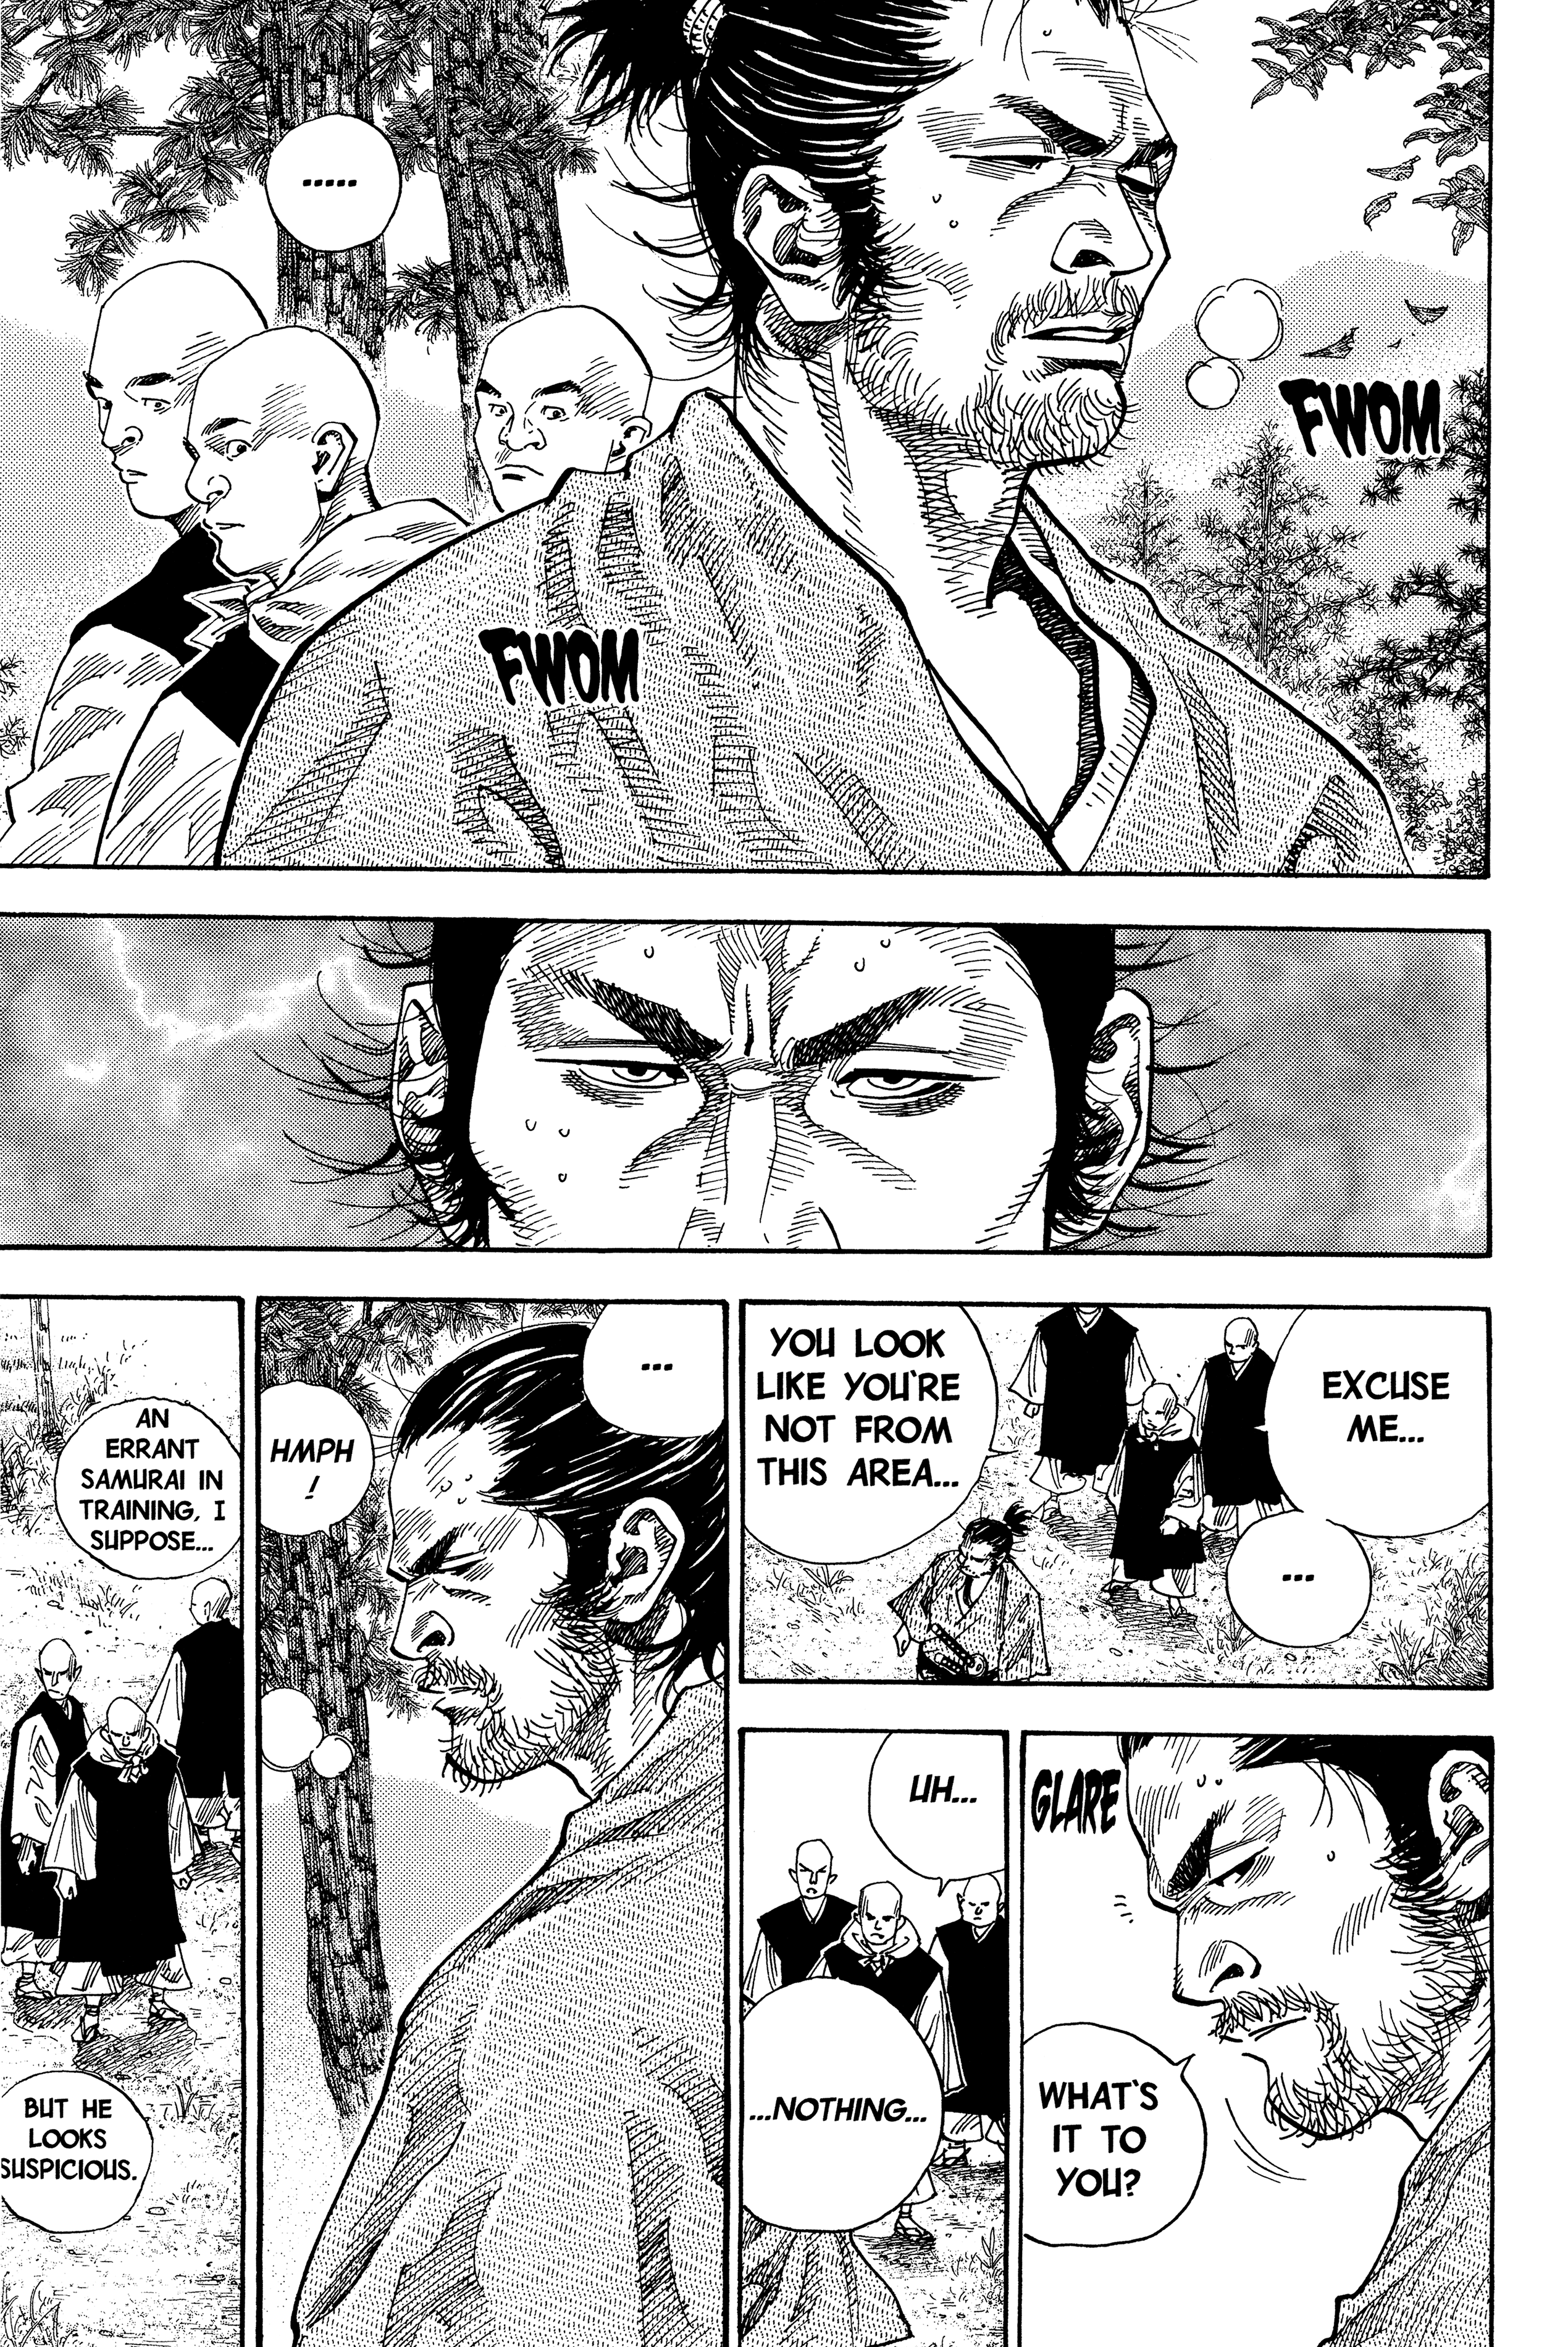 .....
FWOM
FWOM
EXCUSE
ME...
...
YOU LOOK
LIKE YOU'RE
NOT FROM
THIS AREA...
GLARE
WHAT'S
IT TO
YOU?
UH...
...NOTHING...
...
HMPH
!
AN
ERRANT
SAMURAI IN
TRAINING, I
SUPPOSE...
BUT HE
LOOKS
SUSPICIOUS.